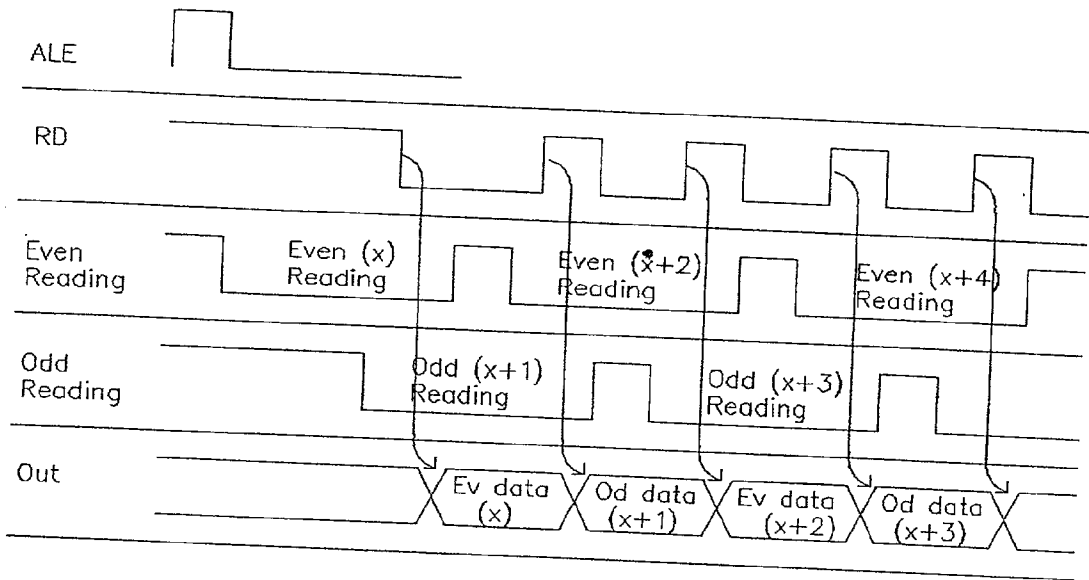 ALE
RD
Even
Reading
Even (x)
Reading
Even (x+2)
Reading
Even (x+4)
Reading
Odd
Reading
Odd (x+1)
Reading
Odd (x+3)
Reading
Out
Ev data
(x)
Od data
(x+1)
Ev data
(x+2)
Od data
(x+3)